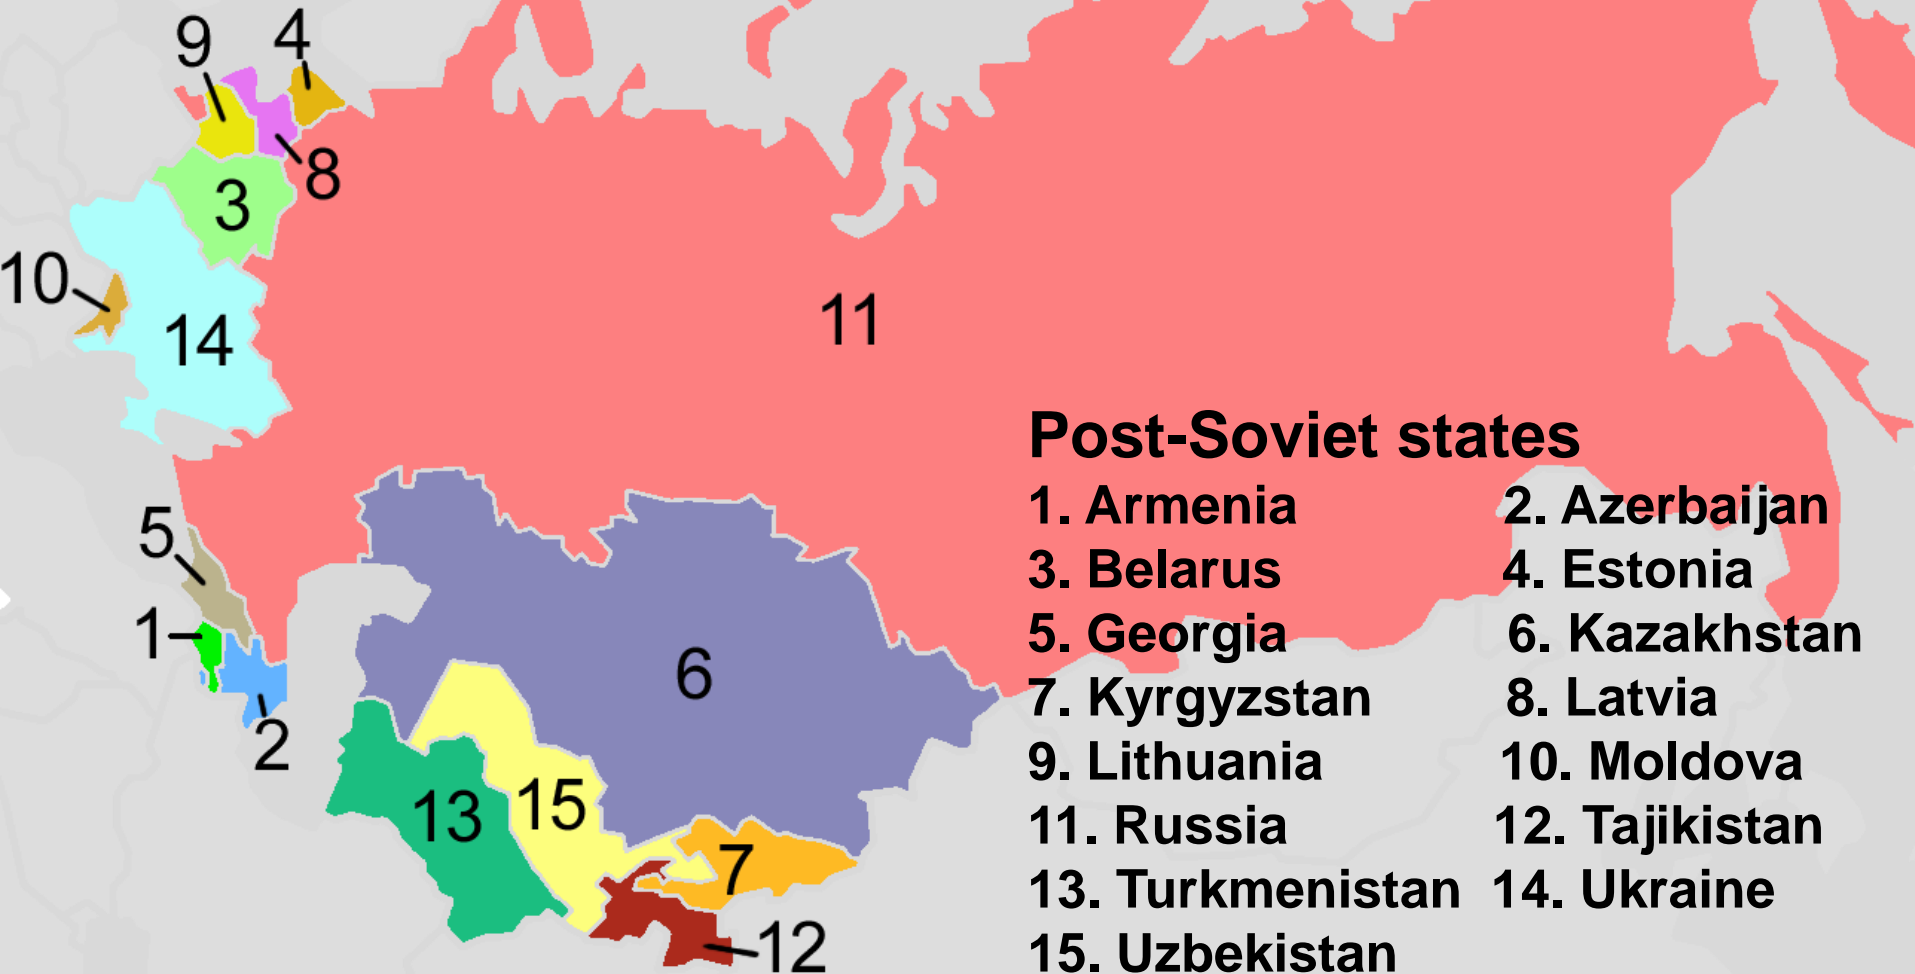 9 4
8
3
10
14
11
5
1
2
6
13
15
7
12
Post-Soviet states
1. Armenia 2. Azerbaijan
3. Belarus 4. Estonia
5. Georgia 6. Kazakhstan
7. Kyrgyzstan 8. Latvia
9. Lithuania 10. Moldova
11. Russia 12. Tajikistan
13. Turkmenistan 14. Ukraine
15. Uzbekistan